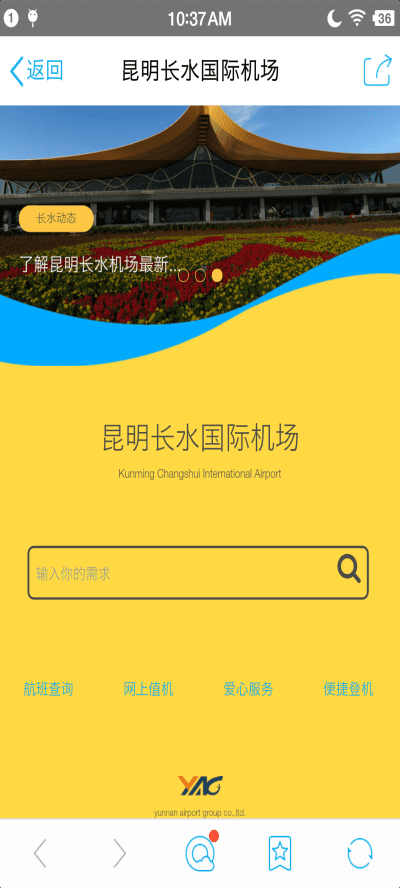 1
10:37AM
36
返回
昆明长水国际机场
长水动态
了解昆明长水机场最新...
昆明长水国际机场
Kunming Changshui International Airport
输入你的需求
航班查询 网上值机 爱心服务 便捷登机
YAG
yunnan airport group co.,ltd.